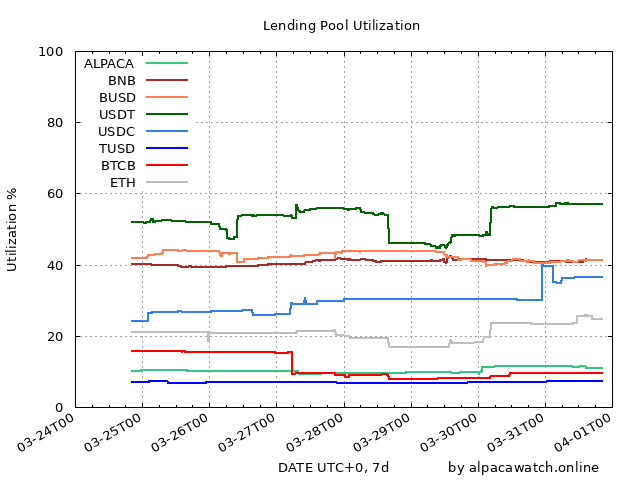 Lending Pool Utilization
100
80
60
40
20
0
Utilization %
ALPACA
BNB
BUSD
USDT
USDC
TUSD
BTCB
ETH
03-24T00
03-25T00
03-26T00
03-27T00
03-28T00
03-29T00
03-30T00
03-31T00
04-01T00
DATE UTC+0, 7d
by alpacawatch.online